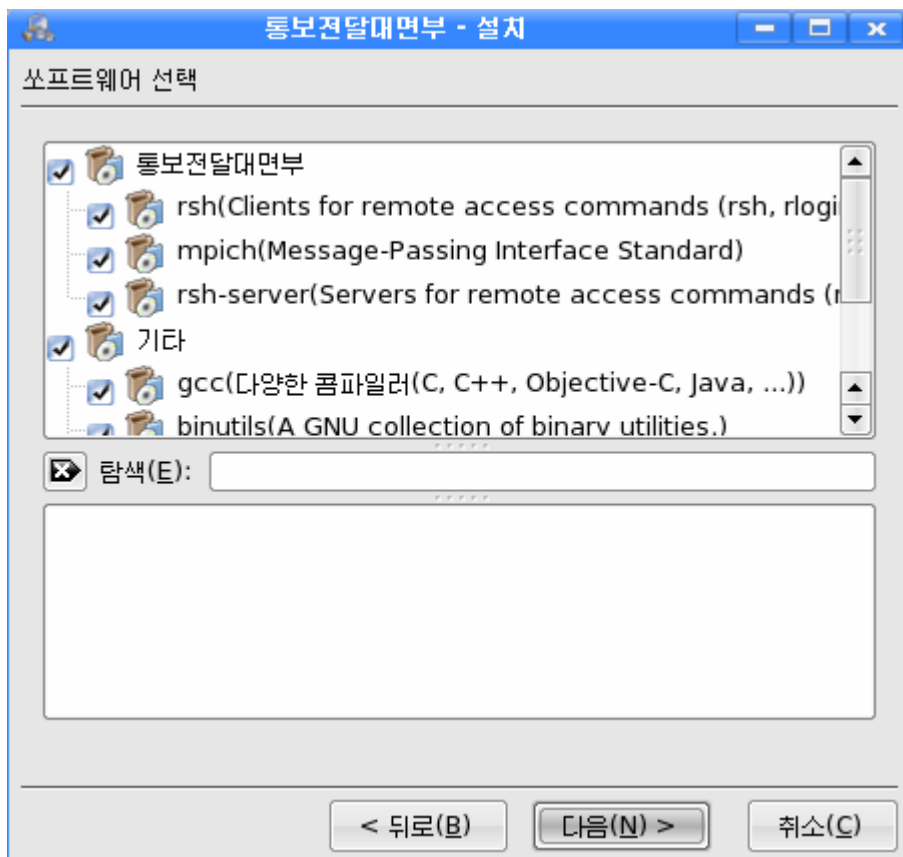 통보전달대면부 - 설치
쏘프트웨어 선택
통보전달대면부
rsh(Clients for remote access commands (rsh, rlogi
mpich(Message-Passing Interface Standard)
rsh-server(Servers for remote access commands (r
기타
gcc(다양한 콤파일러(C, C++, Objective-C, Java, ...))
binutils(A GNU collection of binary utilities.)
탐색(E):
< 뒤로(B) 다음(N) > 취소(C)